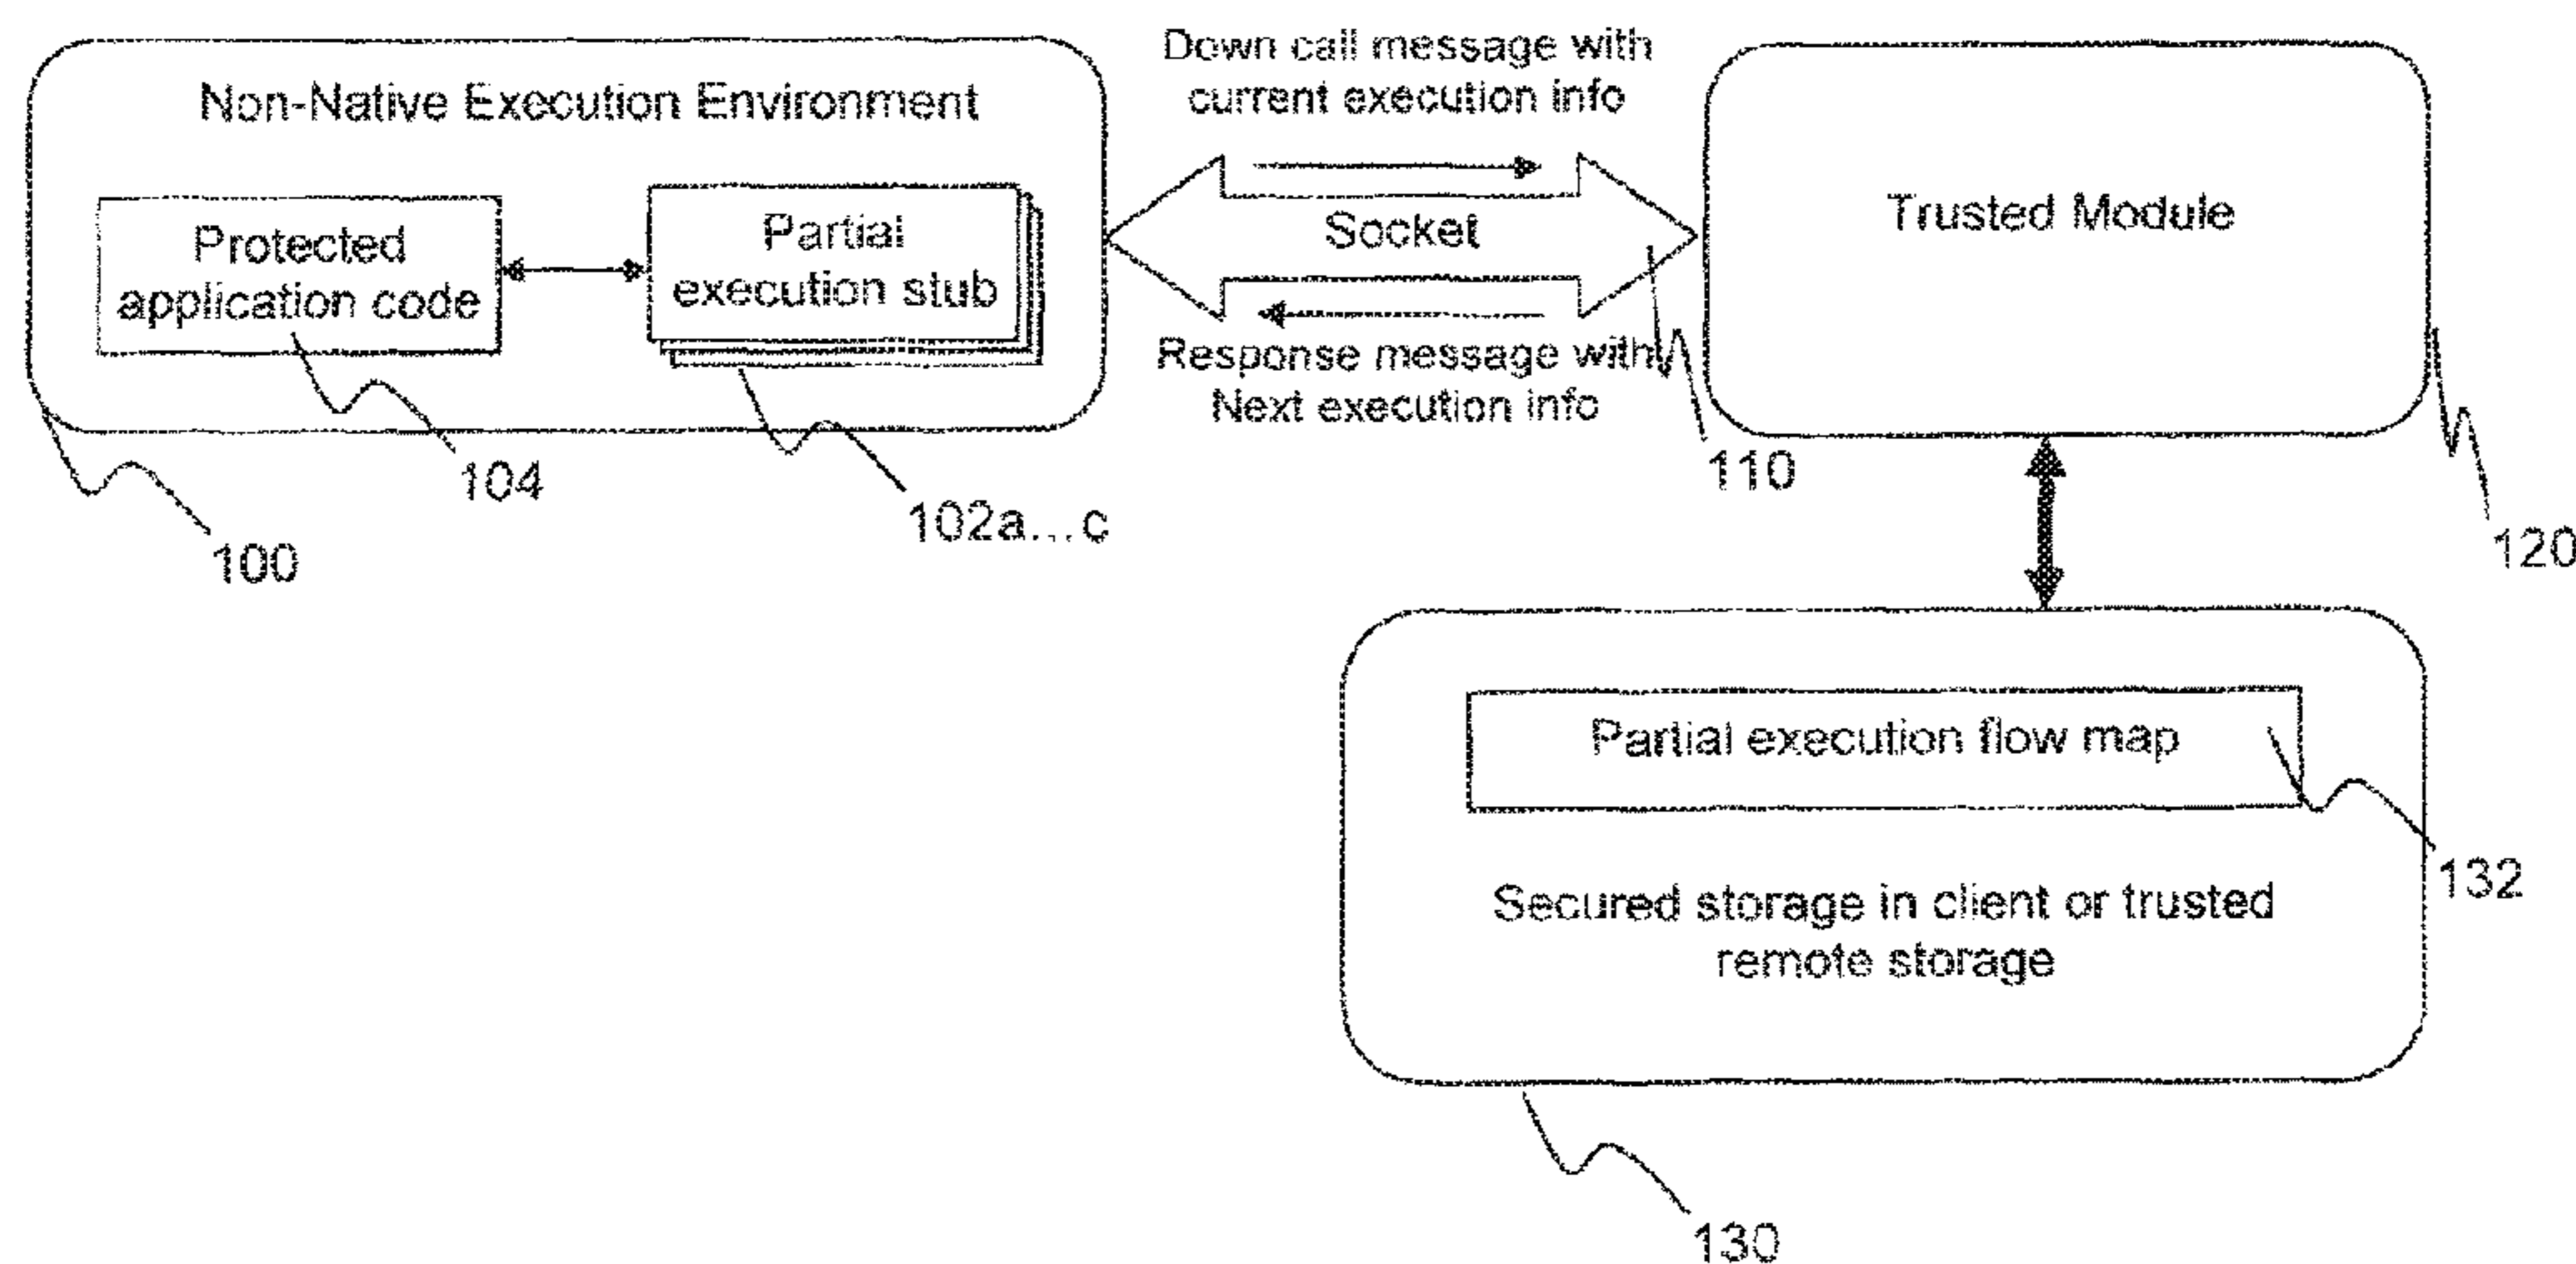 Non-Native Execution Environment
Protected
application code
Partial
execution stub
104
102a...c
100
Down call message with
current execution info
Socket
Response message with
Next execution info
110
Trusted Module
120
Partial execution flow map
132
Secured storage in client or trusted
remote storage
130